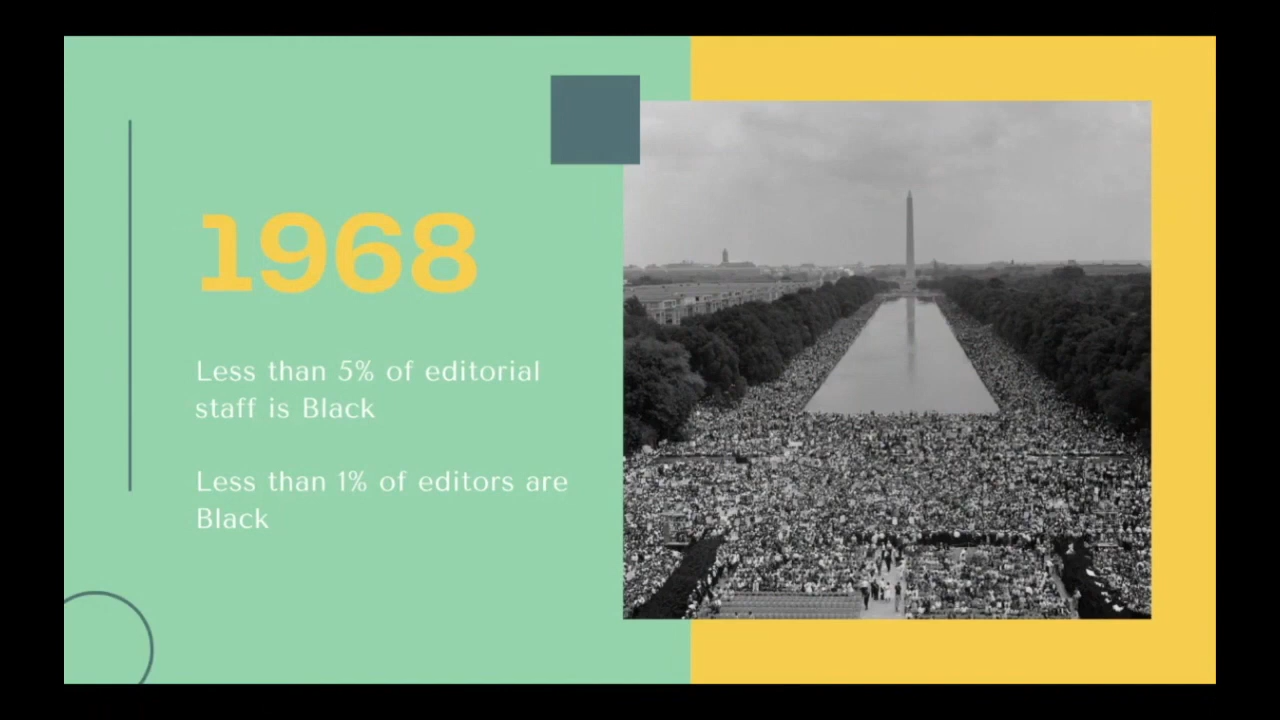 1968
Less than 5% of editorial
staff is Black
Less than 1% of editors are
Black